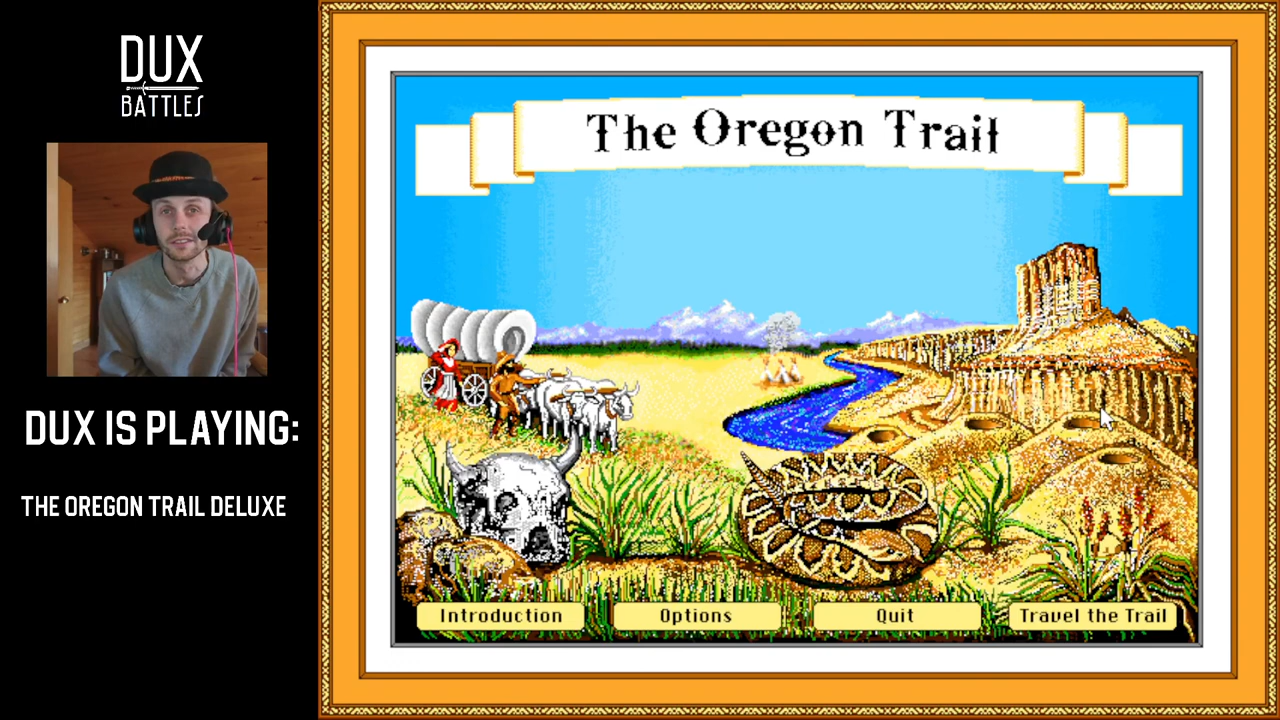 DUX
BATTLES
DUX IS PLAYING:
THE OREGON TRAIL DELUXE
The Oregon Trail
Introduction
Options
Quit
Travel the Trail